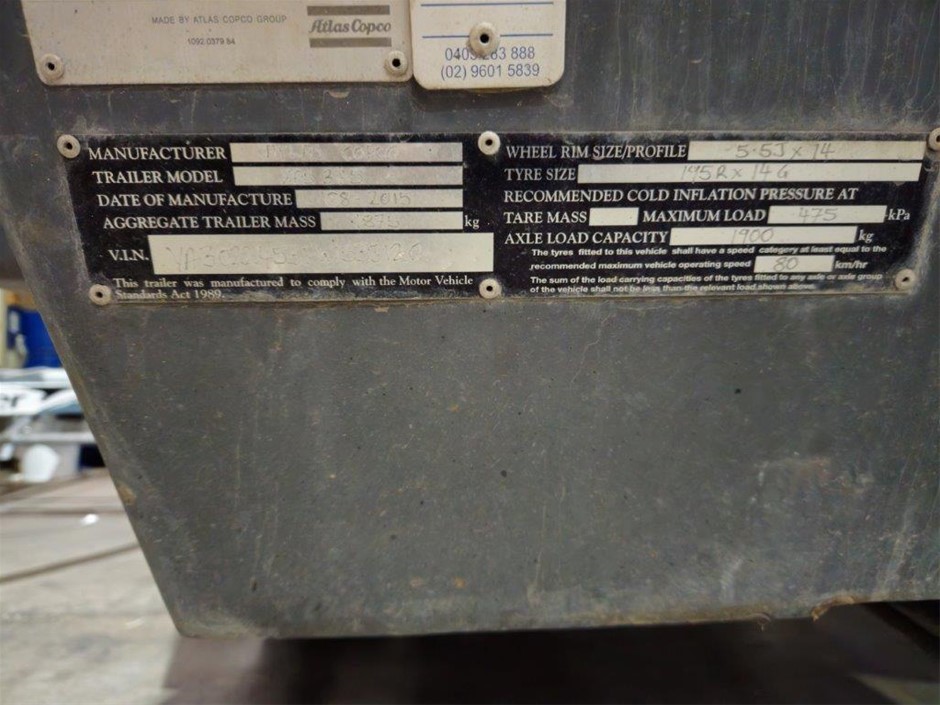 MADE BY ATLAS COPCO GROUP
1092.0379 54
Atlas Copco
888
(02) 9601 5839
MANUFACTURER
TRAILER MODEL
DATE OF MANUFACTURE 2015
AGGREGATE TRAILER MASS kg
V.I.N.
This trailer was manufactured to comply with the Motor Vehicle
Standards Act 1989.
WHEEL RIM SIZE/PROFILE 5.5J x 14
TYRE SIZE 195R x 14 G
RECOMMENDED COLD INFLATION PRESSURE AT
TARE MASS MAXIMUM LOAD 475 kPa
AXLE LOAD CAPACITY 1900 kg
The tyres fitted to this vehicle shall have a speed category at least equal to the
recommended maximum vehicle operating speed 80 km/hr
The sum of the load carrying capacities of the tyres fitted to any axle or axle group
of the vehicle shall not be less than the relevant load shown above.